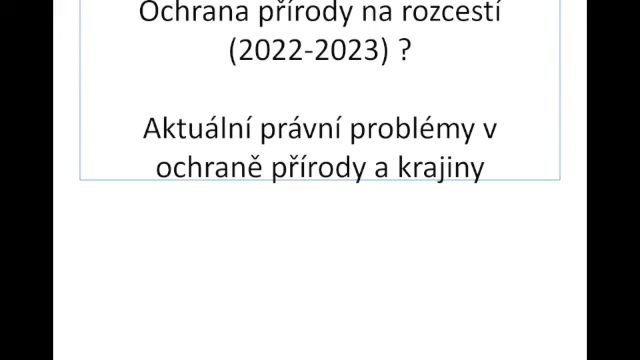 Ochrana přírody na rozcestí
(2022-2023) ?
Aktuální právní problémy v
ochraně přírody a krajiny